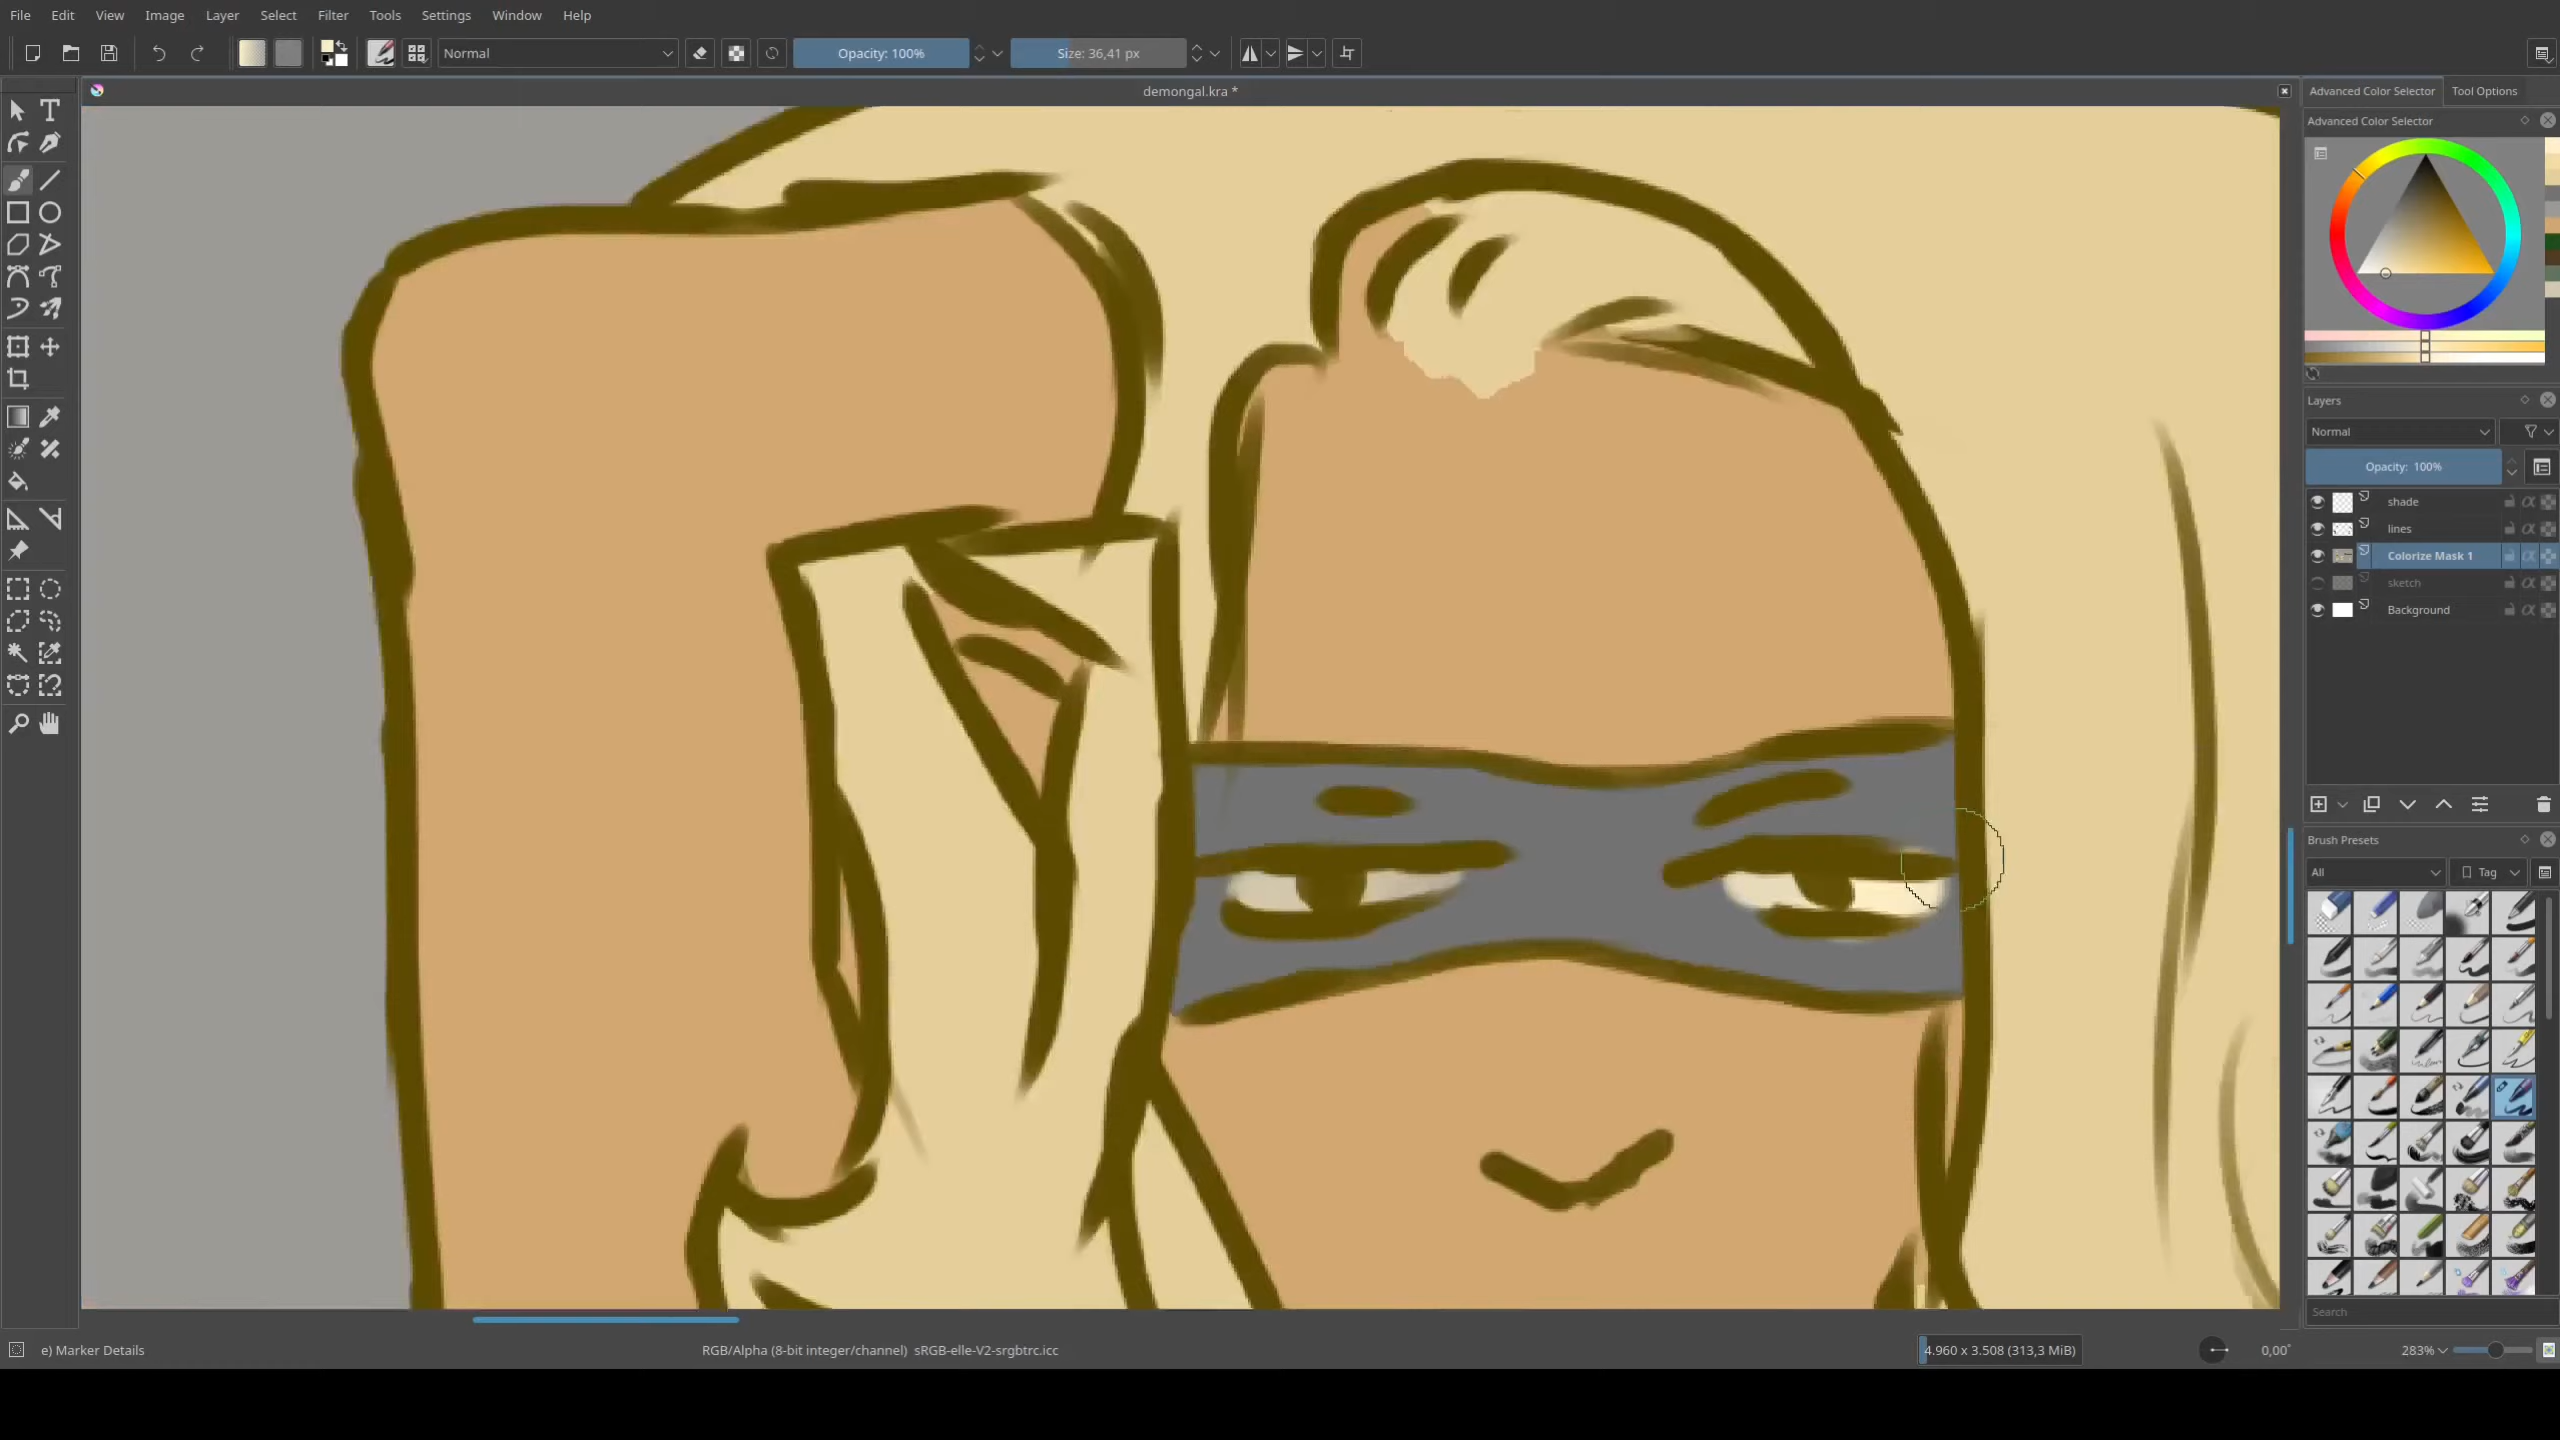 File Edit View Image Layer Select Filter Tools Settings Window Help
Normal Opacity: 100% Size: 36,41 px
demongal.kra *
Advanced Color Selector Tool Options
Advanced Color Selector
Layers
Normal
Opacity: 100%
shade
lines
Colorize Mask 1
sketch
Background
Brush Presets
All Tag
Search
e) Marker Details RGB/Alpha (8-bit integer/channel) sRGB-elle-V2-srgbtrc.icc 4.960 x 3.508 (313,3 MiB) 0,00° 283%